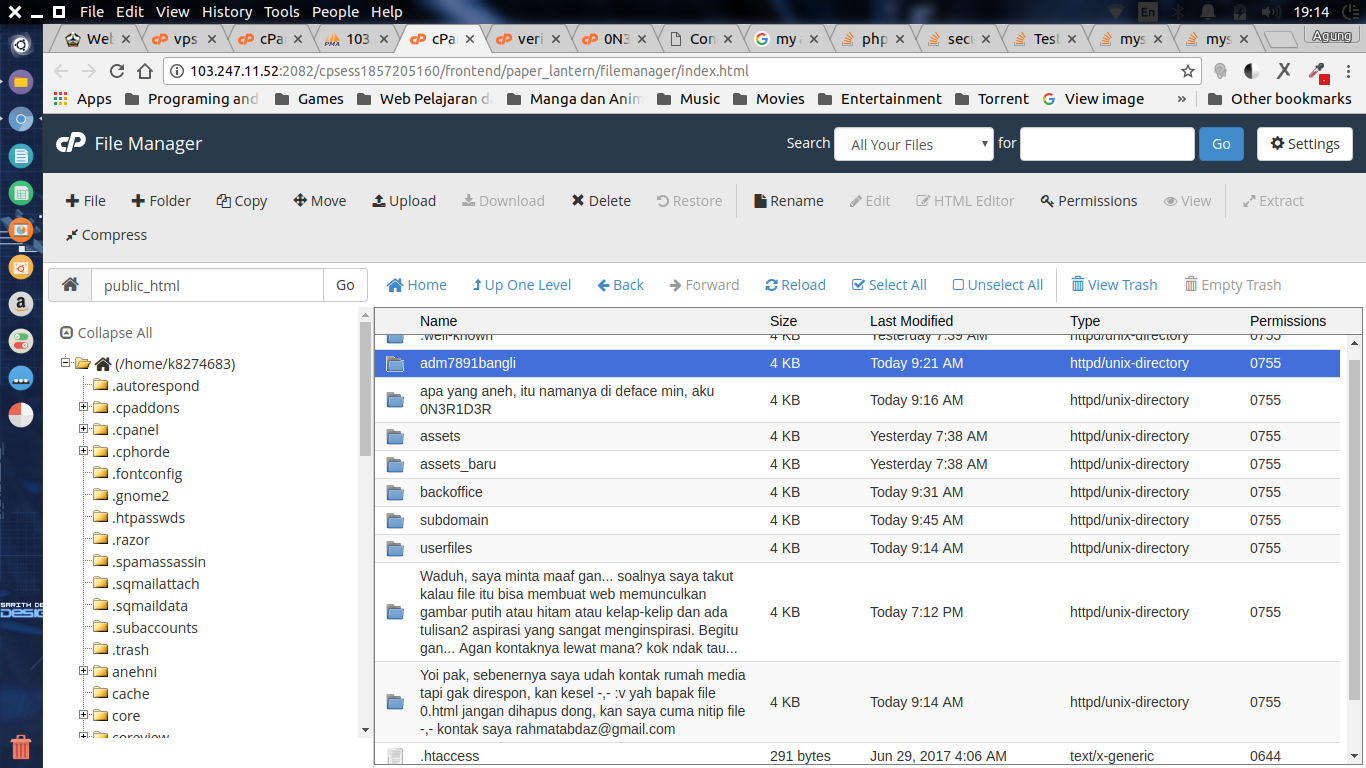 File Edit View History Tools People Help
En
19:14
Web
vps
cPa
103
cPa
veri
0N3
Con
my a
php
secu
Tesl
mys
mys
Agung
103.247.11.52:2082/cpsess1857205160/frontend/paper_lantern/filemanager/index.html
Apps Programing and Games Web Pelajaran da Manga dan Anim Music Movies Entertainment Torrent View image » Other bookmarks
cP File Manager
Search All Your Files for Go Settings
File Folder Copy Move Upload Download Delete Restore Rename Edit HTML Editor Permissions View Extract
Compress
public_html Go Home Up One Level Back Forward Reload Select All Unselect All View Trash Empty Trash
Collapse All
(/home/k8274683)
.autorespond
.cpaddons
.cpanel
.cphorde
.fontconfig
.gnome2
.htpasswds
.razor
.spamassassin
.sqmailattach
.sqmaildata
.subaccounts
.trash
anehni
cache
core
coreview
Name Size Last Modified Type Permissions
.well-known 4 KB Yesterday 7:39 AM httpd/unix-directory 0755
adm7891bangli 4 KB Today 9:21 AM httpd/unix-directory 0755
apa yang aneh, itu namanya di deface min, aku
0N3R1D3R 4 KB Today 9:16 AM httpd/unix-directory 0755
assets 4 KB Yesterday 7:38 AM httpd/unix-directory 0755
assets_baru 4 KB Yesterday 7:38 AM httpd/unix-directory 0755
backoffice 4 KB Today 9:31 AM httpd/unix-directory 0755
subdomain 4 KB Today 9:45 AM httpd/unix-directory 0755
userfiles 4 KB Today 9:14 AM httpd/unix-directory 0755
Waduh, saya minta maaf gan... soalnya saya takut
kalau file itu bisa membuat web memunculkan
gambar putih atau hitam atau kelap-kelip dan ada 4 KB Today 7:12 PM httpd/unix-directory 0755
tulisan2 aspirasi yang sangat menginspirasi. Begitu
gan... Agan kontaknya lewat mana? kok ndak tau...
Yoi pak, sebenernya saya udah kontak rumah media
tapi gak direspon, kan kesel -,- :v yah bapak file 4 KB Today 9:14 AM httpd/unix-directory 0755
0.html jangan dihapus dong, kan saya cuma nitip file
-,- kontak saya rahmatabdaz@gmail.com
.htaccess 291 bytes Jun 29, 2017 4:06 AM text/x-generic 0644